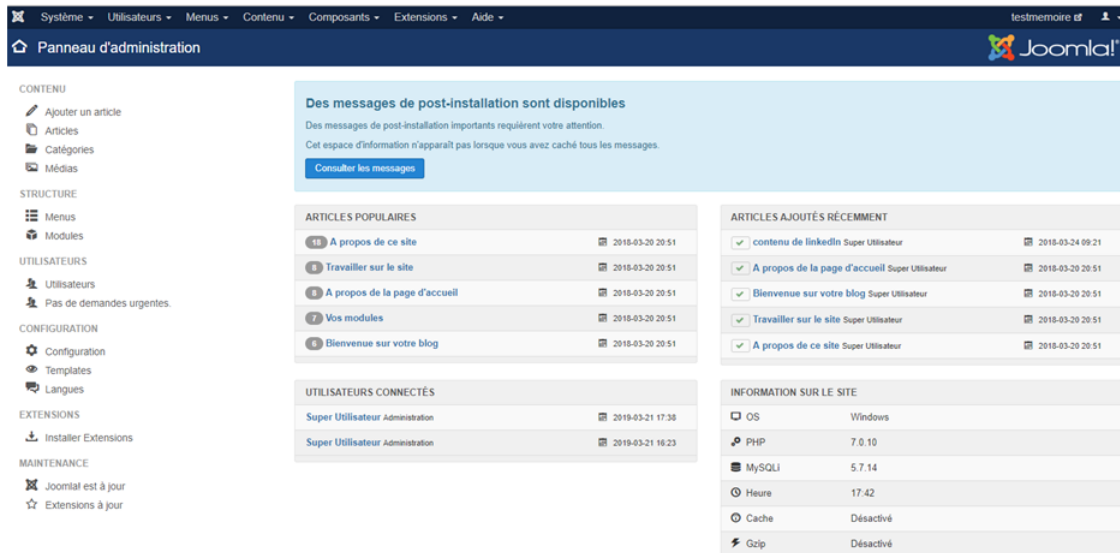 Système Utilisateurs Menus Contenu Composants Extensions Aide testmemoire
Panneau d'administration Joomla!
CONTENU
Ajouter un article
Articles
Catégories
Médias
STRUCTURE
Menus
Modules
UTILISATEURS
Utilisateurs
Pas de demandes urgentes.
CONFIGURATION
Configuration
Templates
Langues
EXTENSIONS
Installer Extensions
MAINTENANCE
Joomla! est à jour
Extensions à jour
Des messages de post-installation sont disponibles
Des messages de post-installation importants requièrent votre attention.
Cet espace d'information n'apparaît pas lorsque vous avez caché tous les messages.
Consulter les messages
ARTICLES POPULAIRES
18 A propos de ce site 2018-03-20 20:51
8 Travailler sur le site 2018-03-20 20:51
8 A propos de la page d'accueil 2018-03-20 20:51
7 Vos modules 2018-03-20 20:51
6 Bienvenue sur votre blog 2018-03-20 20:51
ARTICLES AJOUTÉS RÉCEMMENT
contenu de linkedIn Super Utilisateur 2018-03-24 09:21
A propos de la page d'accueil Super Utilisateur 2018-03-20 20:51
Bienvenue sur votre blog Super Utilisateur 2018-03-20 20:51
Travailler sur le site Super Utilisateur 2018-03-20 20:51
A propos de ce site Super Utilisateur 2018-03-20 20:51
UTILISATEURS CONNECTÉS
Super Utilisateur Administration 2019-03-21 17:38
Super Utilisateur Administration 2019-03-21 16:23
INFORMATION SUR LE SITE
OS Windows
PHP 7.0.10
MySQLi 5.7.14
Heure 17:42
Cache Désactivé
Gzip Désactivé